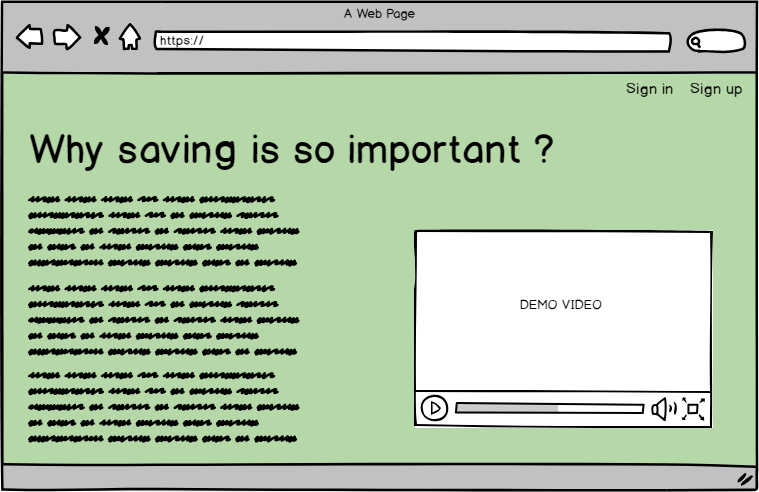 A Web Page
https://
Sign in Sign up
Why saving is so important ?
DEMO VIDEO